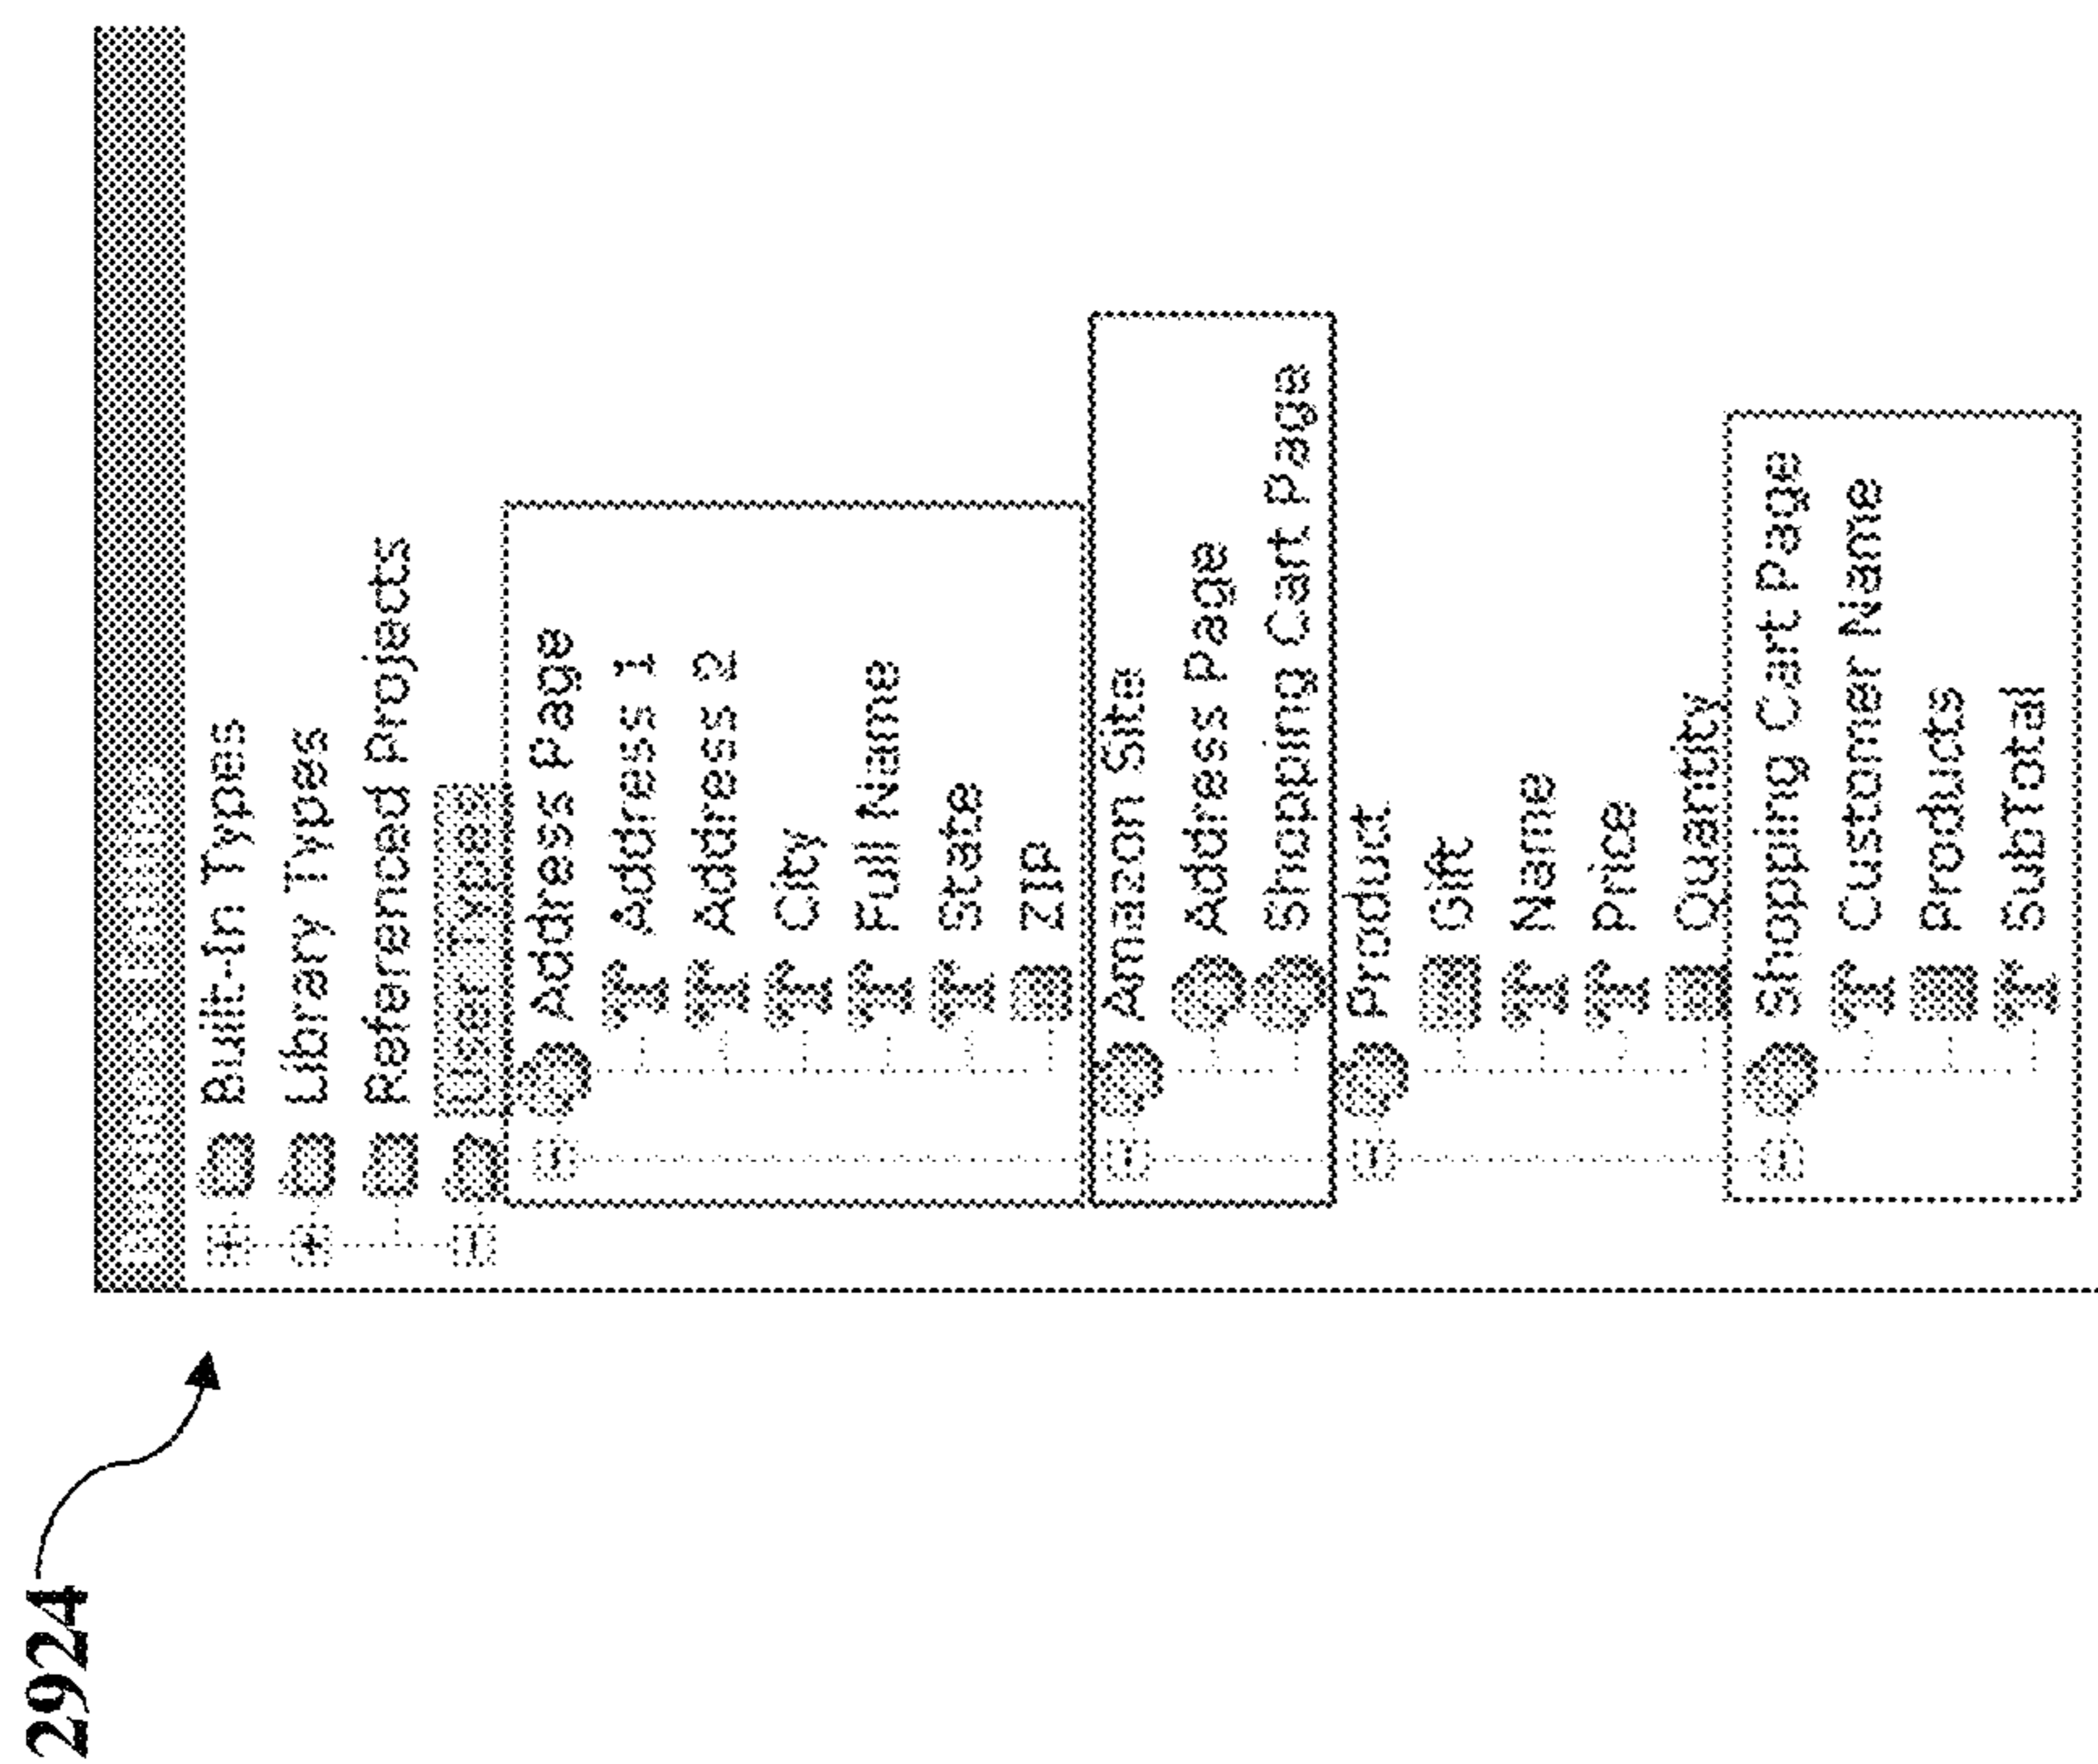 2924
Built-In Types
Library Types
Referenced Projects
User Types
Address Page
Address 1
Address 2
City
Full Name
State
ZIP
Amazon Site
Address Page
Shopping Cart Page
Product
Gift
Name
Price
Quantity
Shopping Cart Page
Customer Name
Products
SubTotal